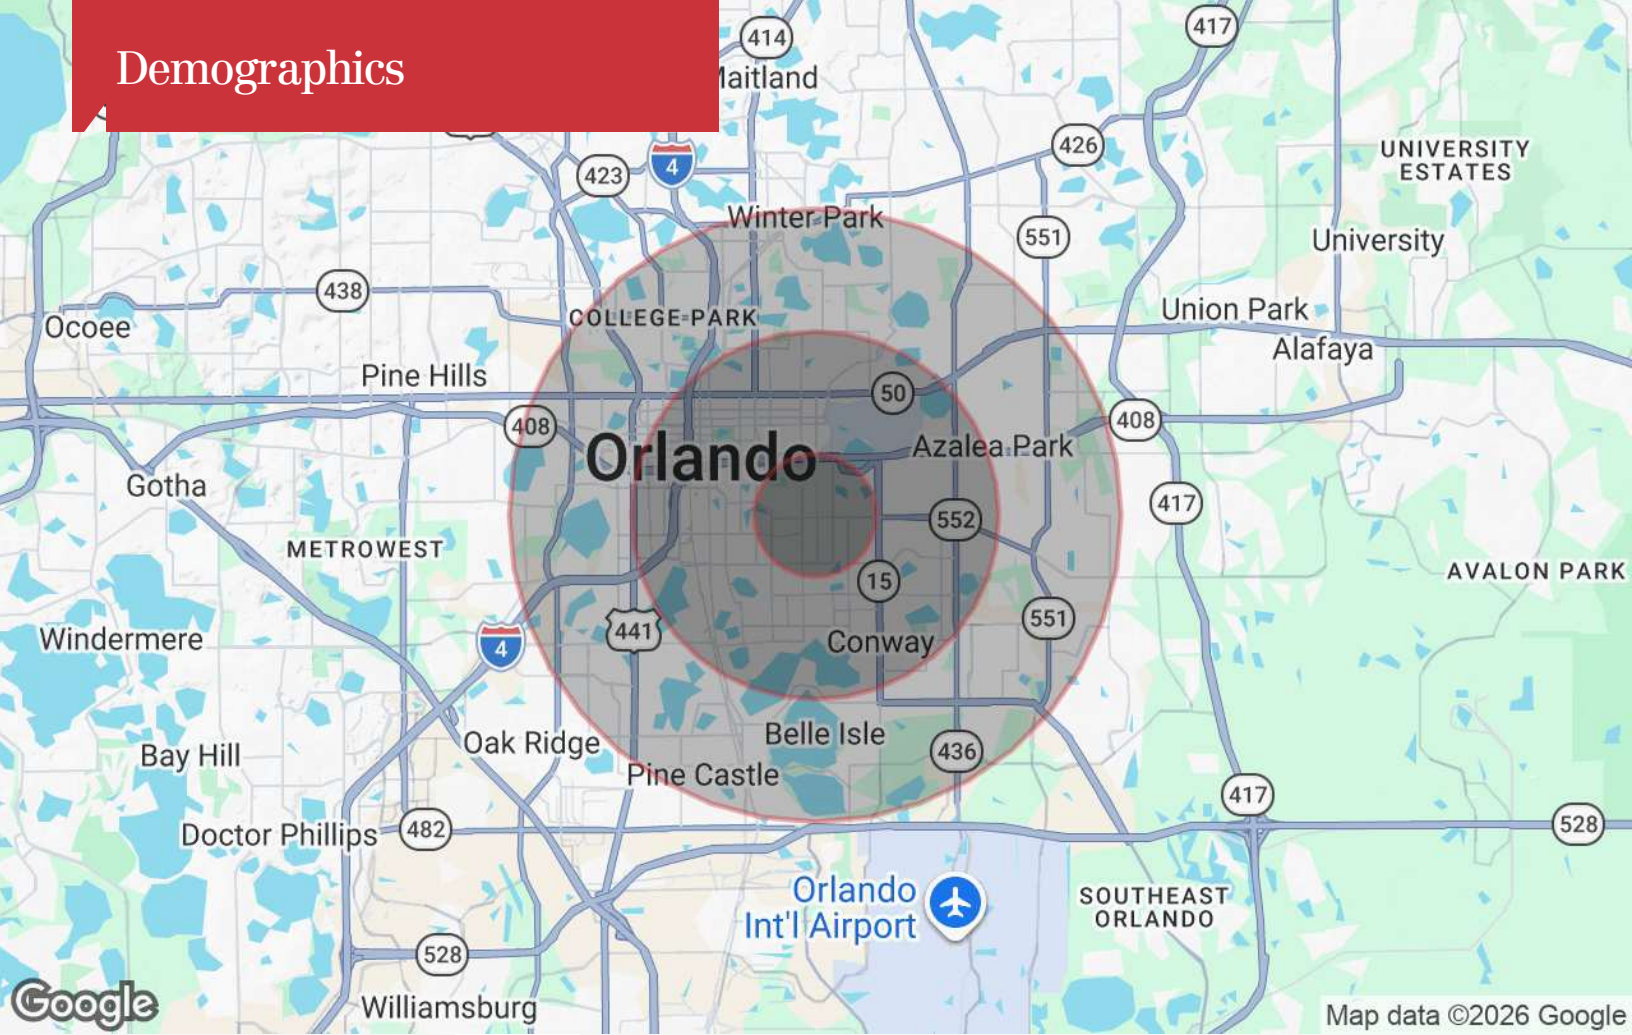 Demographics
414
417
Maitland
426
UNIVERSITY
ESTATES
4
423
Winter Park
551
University
438
Ocoee
COLLEGE PARK
Union Park
Alafaya
Pine Hills
50
408
408
Orlando
Azalea Park
Gotha
417
552
METROWEST
AVALON PARK
15
551
441
Windermere
4
Conway
Belle Isle
Oak Ridge
436
Bay Hill
Pine Castle
417
Doctor Phillips
482
528
Orlando
Int'l Airport
SOUTHEAST
ORLANDO
528
Williamsburg
Google
Map data ©2026 Google